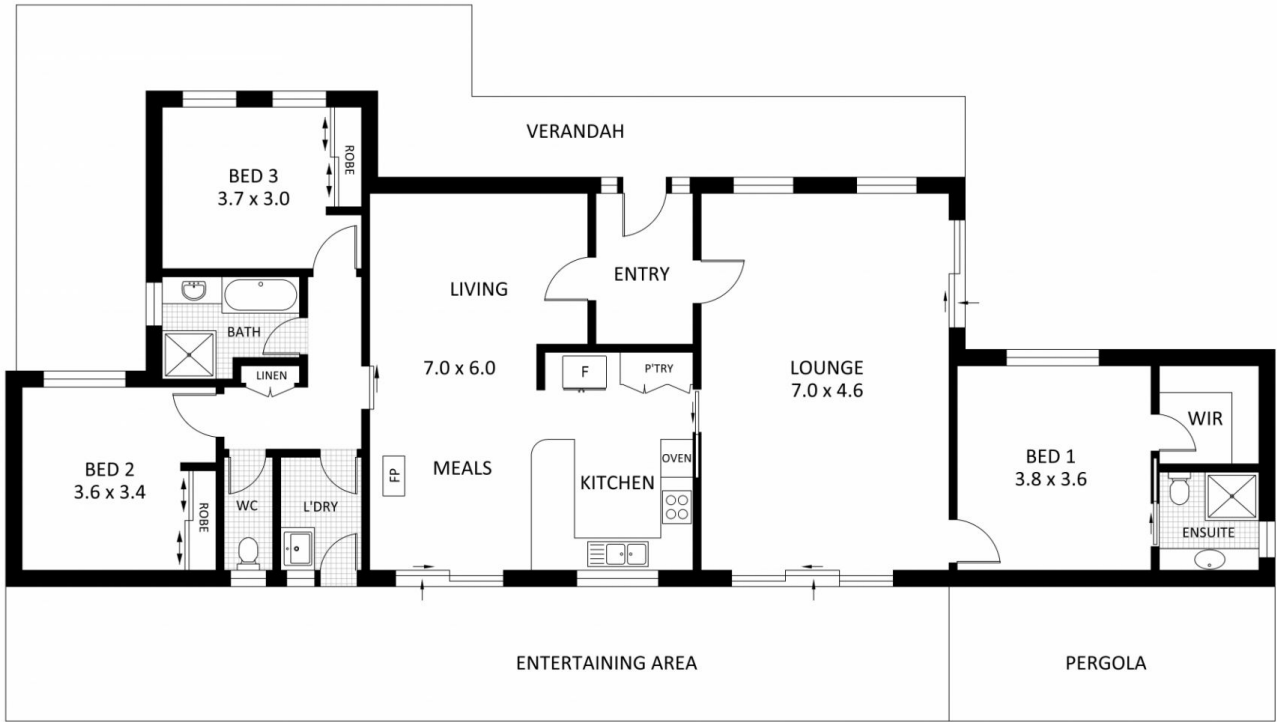 VERANDAH
BED 3
3.7 x 3.0
ROBE
ENTRY
LIVING
7.0 x 6.0
BATH
LINEN
F
P'TRY
LOUNGE
7.0 x 4.6
WIR
BED 2
3.6 x 3.4
ROBE
WC
L'DRY
FP
MEALS
KITCHEN
OVEN
BED 1
3.8 x 3.6
ENSUITE
ENTERTAINING AREA
PERGOLA